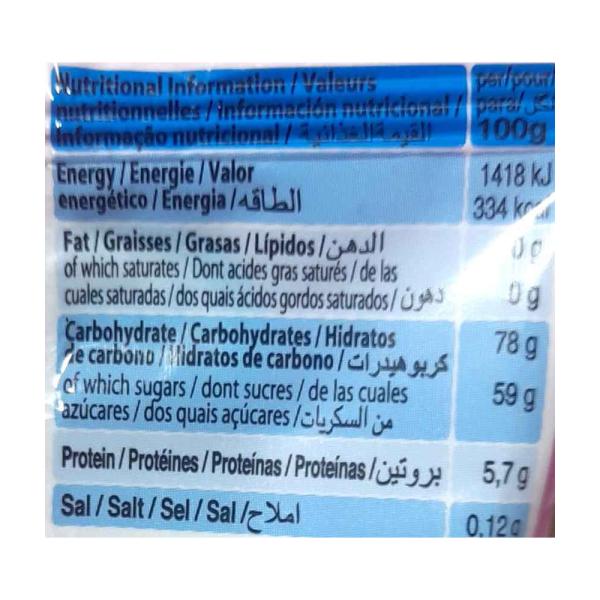 Nutritional Information / Valeurs per/pour/
nutritionnelles / información nutricional / para/لكل
informação nutricional / القيمة الغذائية 100g
Energy / Energie / Valor 1418 kJ
energético / Energia / الطاقه 334 kcal
Fat / Graisses / Grasas / Lípidos / الدهن 0 g
of which saturates / Dont acides gras saturés / de las
cuales saturadas / dos quais ácidos gordos saturados / دهون 0 g
Carbohydrate / Carbohydrates / Hidratos 78 g
de carbono / Hidratos de carbono / كربوهيدرات
of which sugars / dont sucres / de las cuales 59 g
azúcares / dos quais açúcares / من السكريات
Protein / Protéines / Proteínas / Proteínas / بروتين 5,7 g
Sal / Salt / Sel / Sal / املاح 0,12g